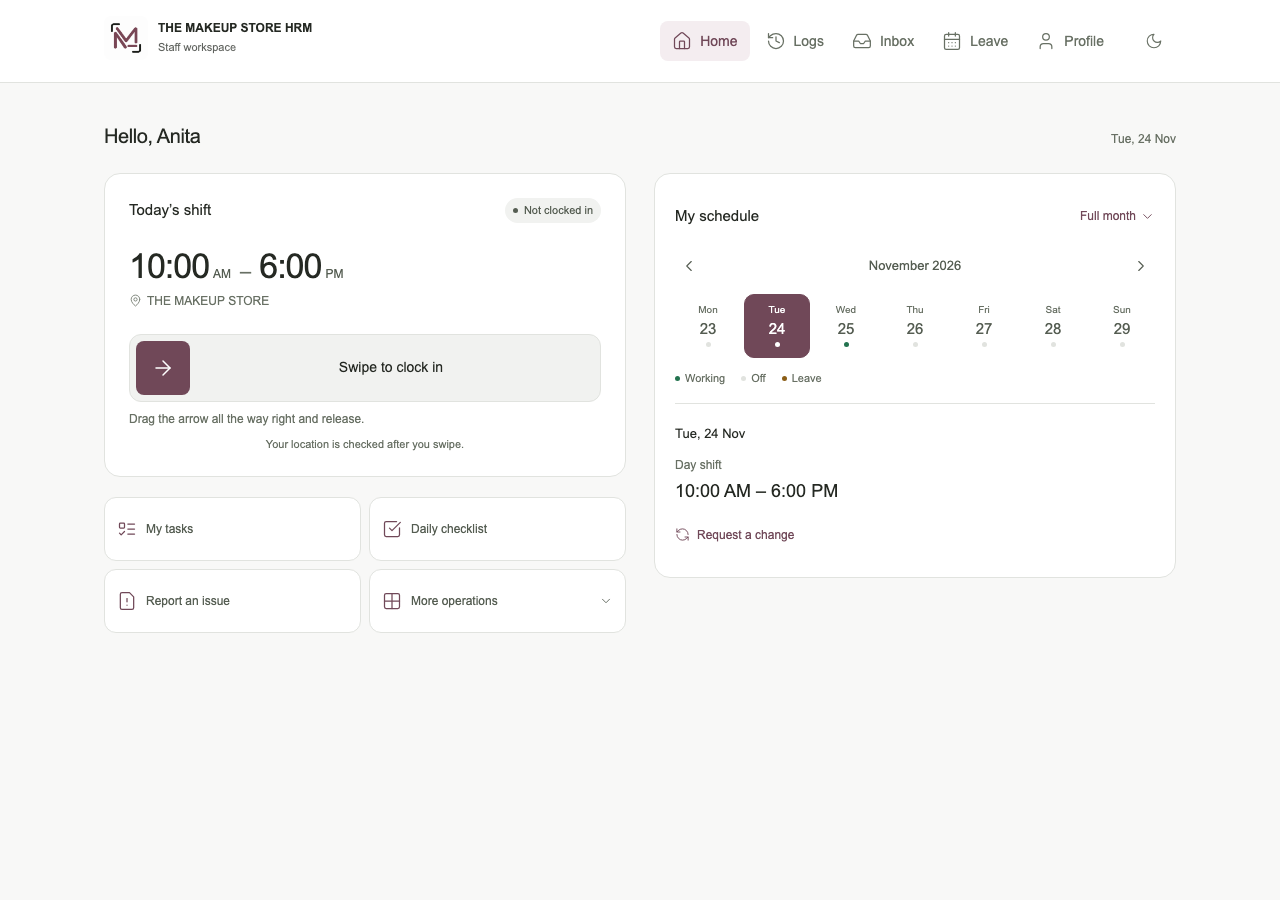 THE MAKEUP STORE HRM
Staff workspace
Home
Logs
Inbox
Leave
Profile
Hello, Anita
Tue, 24 Nov
Today's shift
Not clocked in
10:00 AM – 6:00 PM
THE MAKEUP STORE
Swipe to clock in
Drag the arrow all the way right and release.
Your location is checked after you swipe.
My tasks
Daily checklist
Report an issue
More operations
My schedule
Full month
November 2026
Mon Tue Wed Thu Fri Sat Sun
23 24 25 26 27 28 29
Working Off Leave
Tue, 24 Nov
Day shift
10:00 AM – 6:00 PM
Request a change